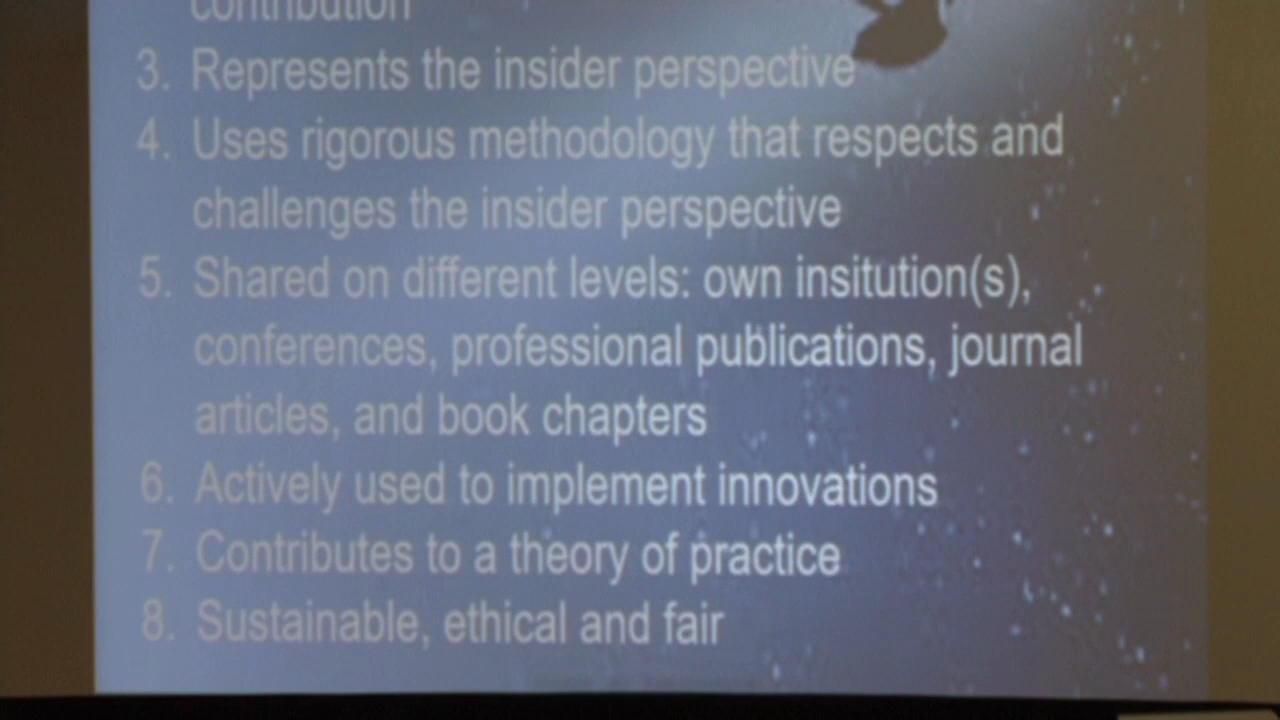 contribution
3. Represents the insider perspective
4. Uses rigorous methodology that respects and
challenges the insider perspective
5. Shared on different levels: own insitution(s),
conferences, professional publications, journal
articles, and book chapters
6. Actively used to implement innovations
7. Contributes to a theory of practice
8. Sustainable, ethical and fair